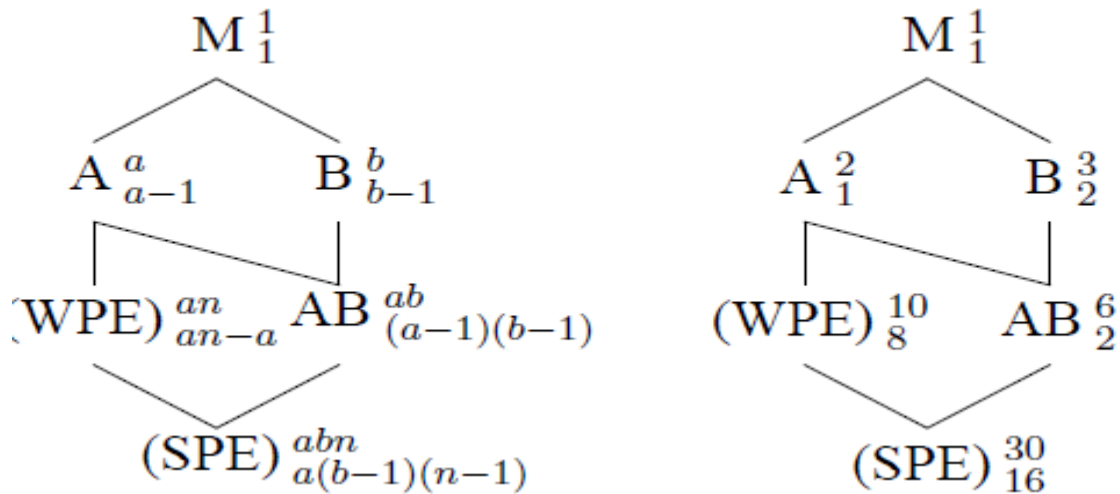 M 1 1 M 1 1
A a a−1 B b b−1 A 2 1 B 3 2
(WPE) an an−a AB ab (a−1)(b−1) (WPE) 10 8 AB 6 2
(SPE) abn a(b−1)(n−1) (SPE) 30 16